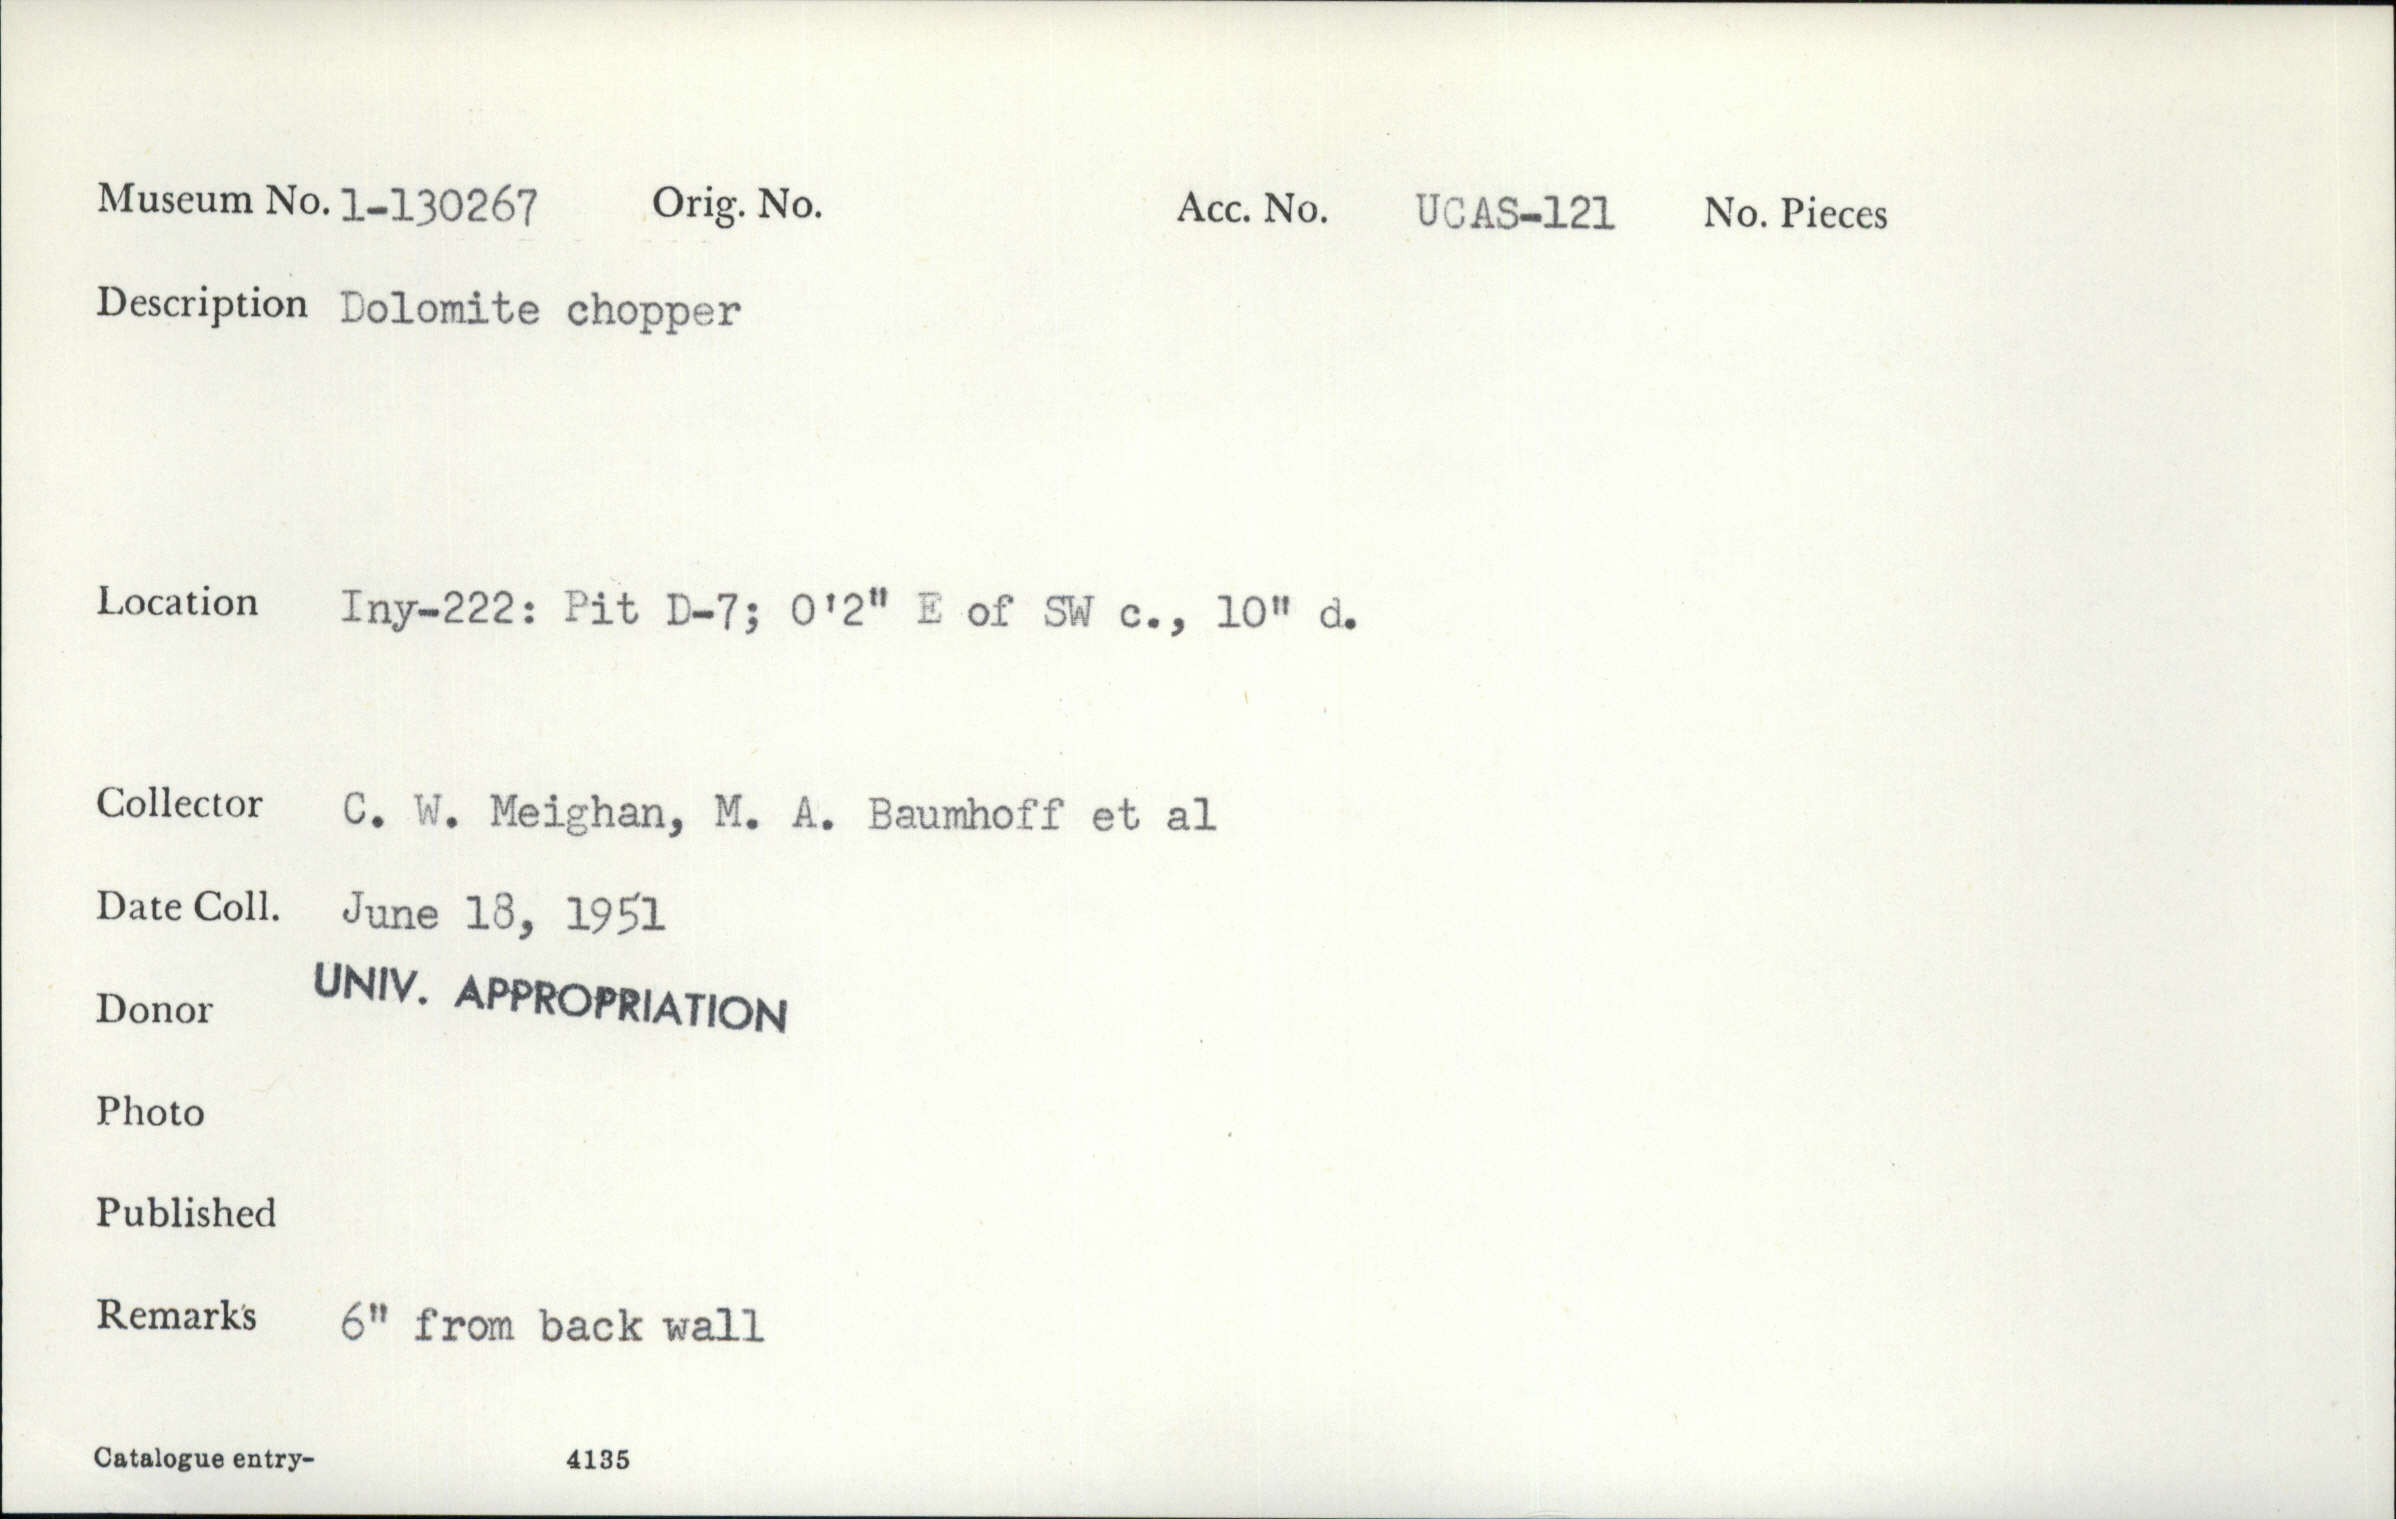 Museum No. 1-130267 Orig. No. Acc. No. UCAS-121 No. Pieces
Description Dolomite chopper
Location Iny-222: Pit D-7; 0'2" E of SW c., 10" d.
Collector C. W. Meighan, M. A. Baumhoff et al
Date Coll. June 18, 1951
Donor UNIV. APPROPRIATION
Photo
Published
Remarks 6" from back wall
Catalogue entry- 4135